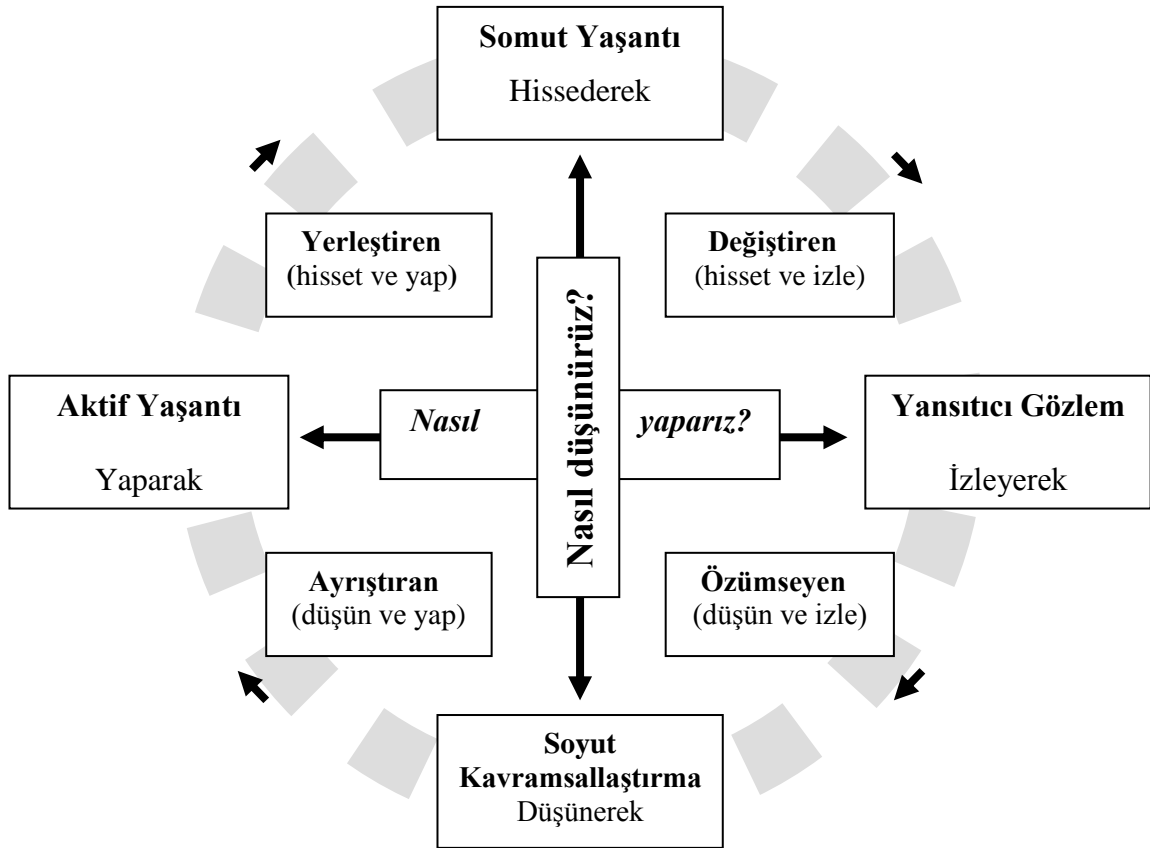 Somut Yaşantı
Hissederek
Yerleştiren
(hisset ve yap)
Değiştiren
(hisset ve izle)
Nasıl düşünürüz?
Aktif Yaşantı
Yaparak
Nasıl yaparız?
Yansıtıcı Gözlem
İzleyerek
Ayrıştıran
(düşün ve yap)
Özümseyen
(düşün ve izle)
Soyut
Kavramsallaştırma
Düşünerek